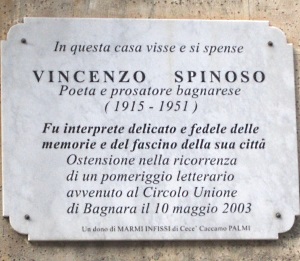 In questa casa visse e si spense
VINCENZO SPINOSO
Poeta e prosatore bagnarese
( 1915 - 1951 )
Fu interprete delicato e fedele delle
memorie e del fascino della sua città
Ostensione nella ricorrenza
di un pomeriggio letterario
avvenuto al Circolo Unione
di Bagnara il 10 maggio 2003
Un dono di MARMI INFISSI di Cece' Caccamo PALMI